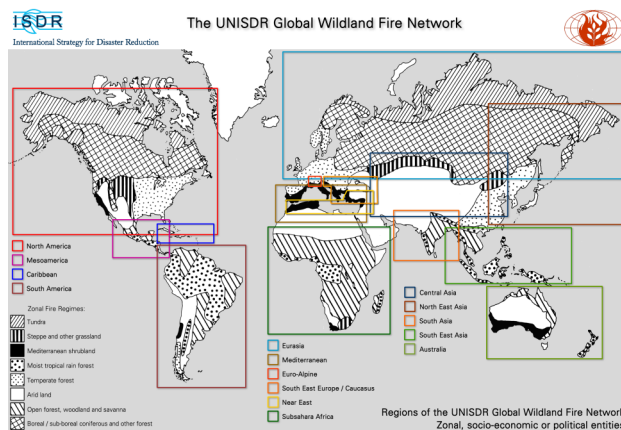 ISDR
International Strategy for Disaster Reduction
The UNISDR Global Wildland Fire Network
North America
Mesoamerica
Caribbean
South America
Zonal Fire Regimes:
Tundra
Steppe and other grassland
Mediterranean shrubland
Moist tropical rain forest
Temperate forest
Arid land
Open forest, woodland and savanna
Boreal / sub-boreal coniferous and other forest
Eurasia
Mediterranean
Euro-Alpine
South East Europe / Caucasus
Near East
Subsahara Africa
Central Asia
North East Asia
South Asia
South East Asia
Australia
Regions of the UNISDR Global Wildland Fire Network
Zonal, socio-economic or political entities